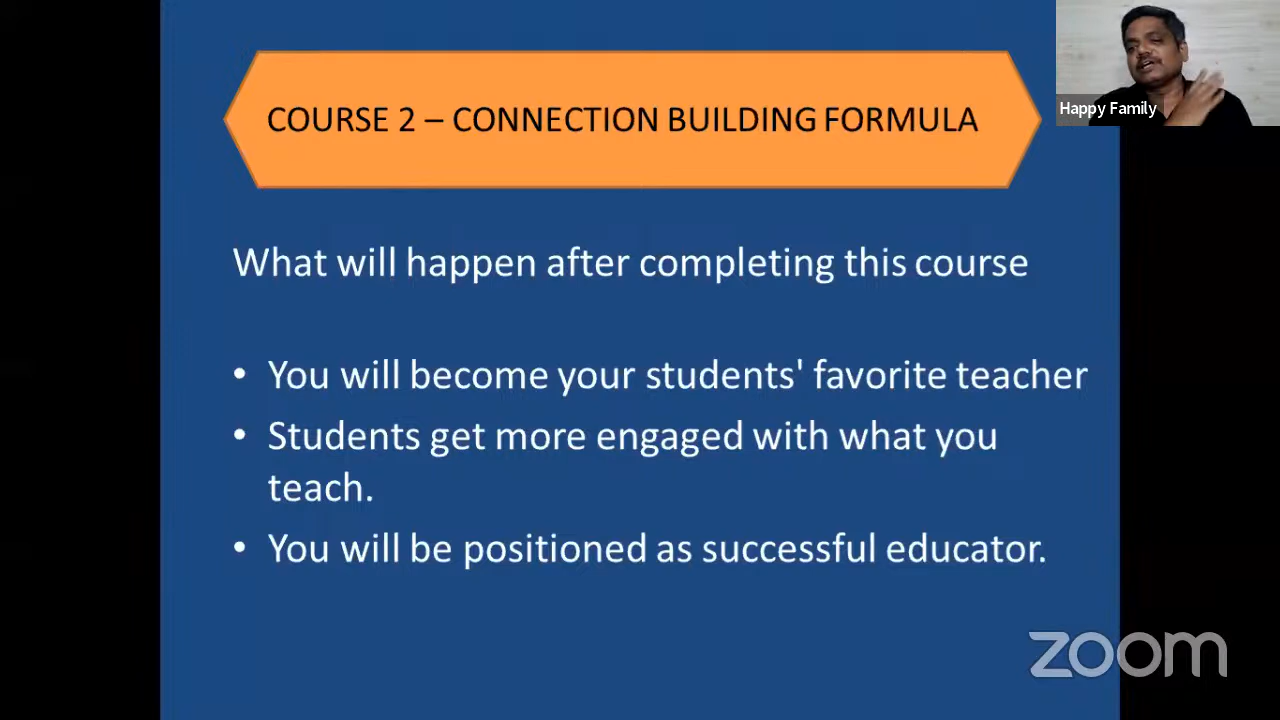 COURSE 2 – CONNECTION BUILDING FORMULA
Happy Family
What will happen after completing this course
• You will become your students' favorite teacher
• Students get more engaged with what you
teach.
• You will be positioned as successful educator.
zoom